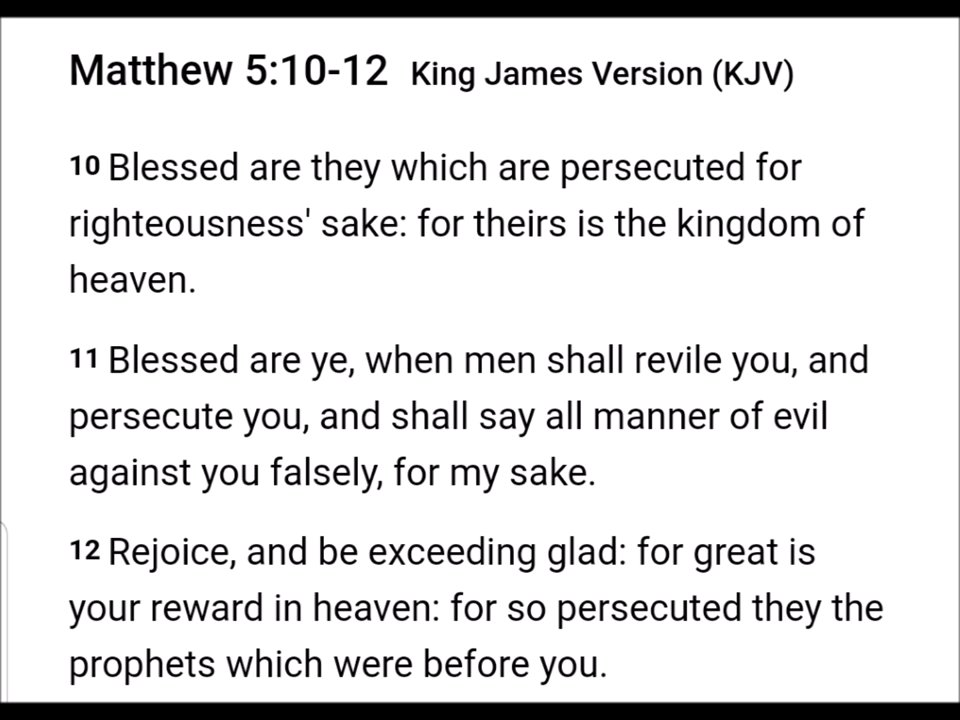 Matthew 5:10-12 King James Version (KJV)
10 Blessed are they which are persecuted for
righteousness' sake: for theirs is the kingdom of
heaven.
11 Blessed are ye, when men shall revile you, and
persecute you, and shall say all manner of evil
against you falsely, for my sake.
12 Rejoice, and be exceeding glad: for great is
your reward in heaven: for so persecuted they the
prophets which were before you.